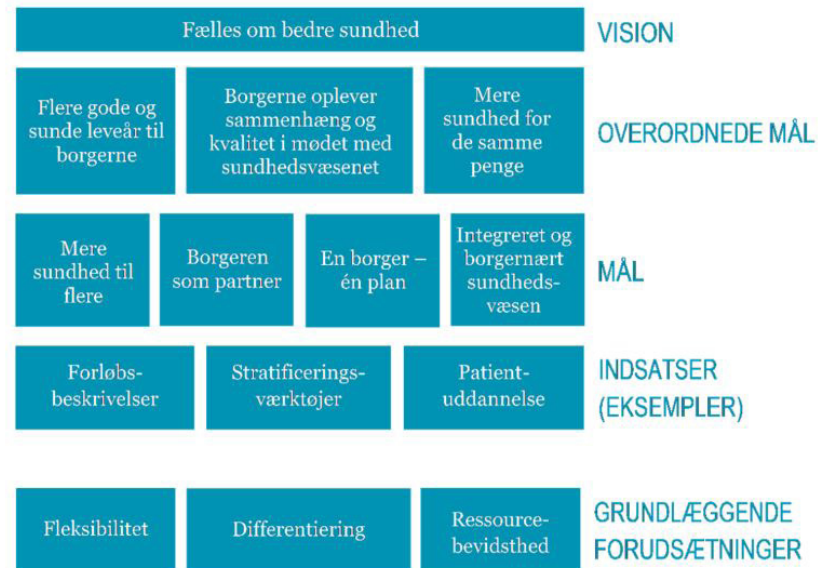 Fælles om bedre sundhed
VISION
Flere gode og
sunde leveår til
borgerne
Borgerne oplever
sammenhæng og
kvalitet i mødet med
sundhedsvæsenet
Mere
sundhed for
de samme
penge
OVERORDNEDE MÅL
Mere
sundhed til
flere
Borgeren
som partner
En borger –
én plan
Integreret og
borgernært
sundheds-
væsen
MÅL
Forløbs-
beskrivelser
Stratificerings-
værktøjer
Patient-
uddannelse
INDSATSER
(EKSEMPLER)
Fleksibilitet
Differentiering
Ressource-
bevidsthed
GRUNDLÆGGENDE
FORUDSÆTNINGER